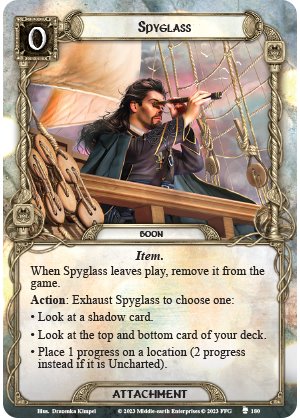 0
Spyglass
BOON
Item.
When Spyglass leaves play, remove it from the
game.
Action: Exhaust Spyglass to choose one:
• Look at a shadow card.
• Look at the top and bottom card of your deck.
• Place 1 progress on a location (2 progress
instead if it is Uncharted).
ATTACHMENT
Illus. Drazenka Kimpel © 2023 Middle-earth Enterprises © 2023 FFG 180